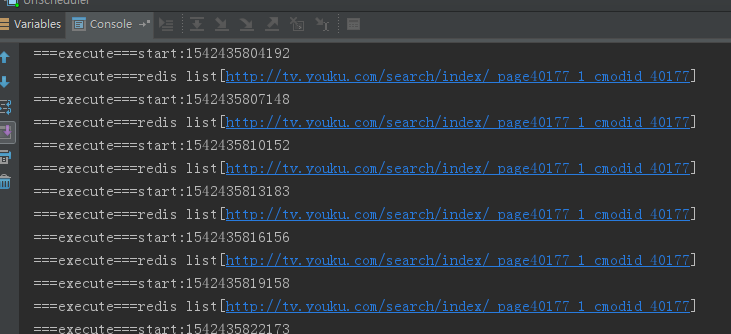 UrlScheduler
Variables Console
===execute===start:1542435804192
===execute===redis list[http://tv.youku.com/search/index/_page40177_1_cmodid_40177]
===execute===start:1542435807148
===execute===redis list[http://tv.youku.com/search/index/_page40177_1_cmodid_40177]
===execute===start:1542435810152
===execute===redis list[http://tv.youku.com/search/index/_page40177_1_cmodid_40177]
===execute===start:1542435813183
===execute===redis list[http://tv.youku.com/search/index/_page40177_1_cmodid_40177]
===execute===start:1542435816156
===execute===redis list[http://tv.youku.com/search/index/_page40177_1_cmodid_40177]
===execute===start:1542435819158
===execute===redis list[http://tv.youku.com/search/index/_page40177_1_cmodid_40177]
===execute===start:1542435822173